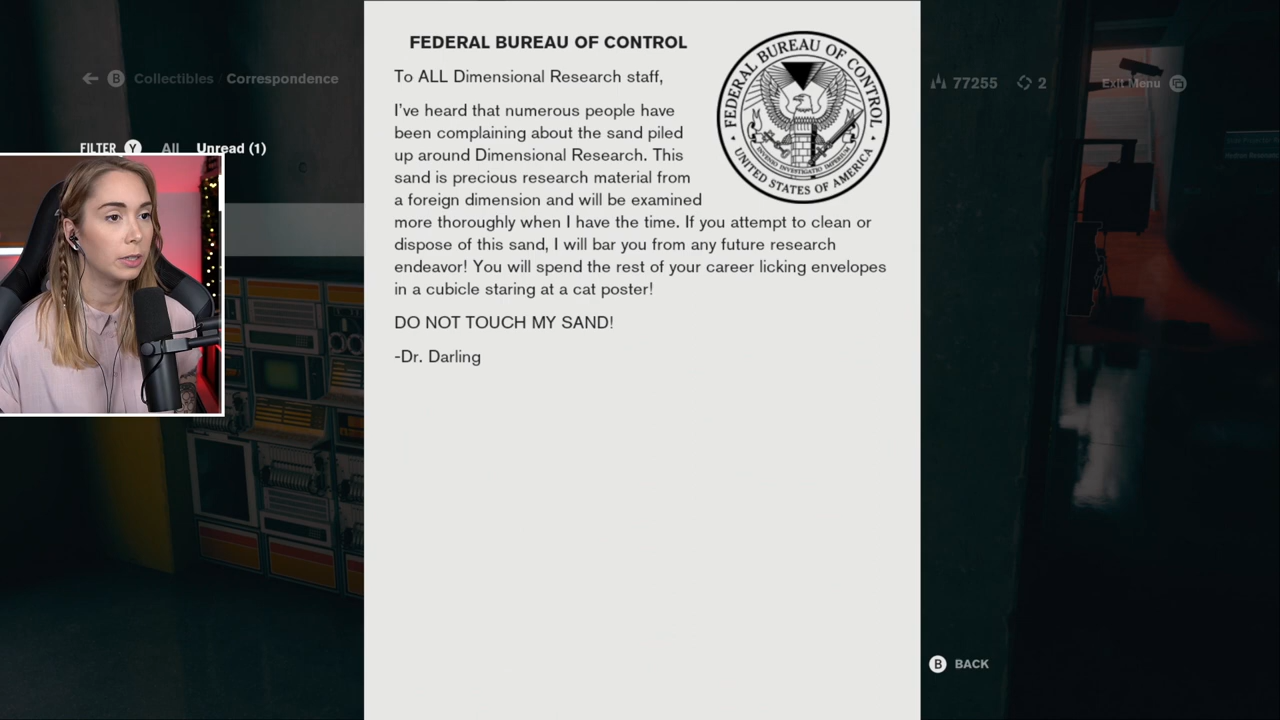 FEDERAL BUREAU OF CONTROL
To ALL Dimensional Research staff,
I've heard that numerous people have
been complaining about the sand piled
up around Dimensional Research. This
sand is precious research material from
a foreign dimension and will be examined
more thoroughly when I have the time. If you attempt to clean or
dispose of this sand, I will bar you from any future research
endeavor! You will spend the rest of your career licking envelopes
in a cubicle staring at a cat poster!
DO NOT TOUCH MY SAND!
-Dr. Darling
FEDERAL BUREAU OF CONTROL
UNITED STATES OF AMERICA
B Collectibles / Correspondence
FILTER Y All Unread (1)
77255 2 Exit Menu
B BACK